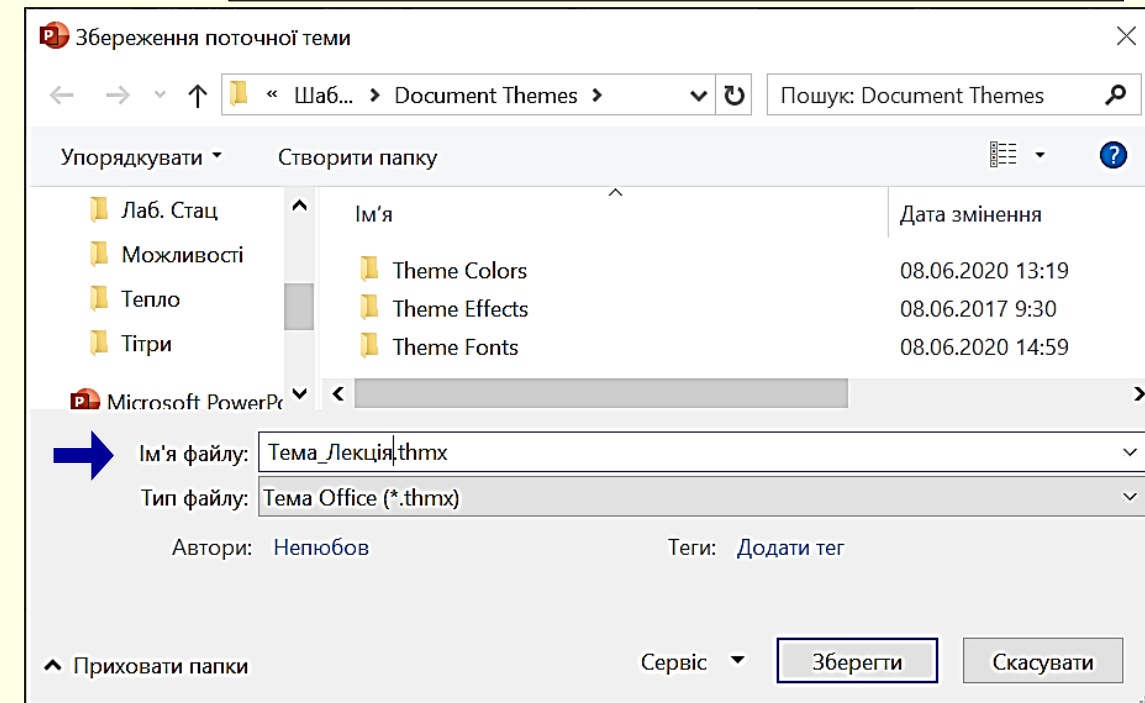 Збереження поточної теми
« Шаб... > Document Themes >
Пошук: Document Themes
Упорядкувати
Створити папку
Лаб. Стац
Можливості
Тепло
Тітри
Microsoft PowerPo
Ім'я
Дата змінення
Theme Colors
08.06.2020 13:19
Theme Effects
08.06.2017 9:30
Theme Fonts
08.06.2020 14:59
Ім'я файлу: Тема_Лекція.thmx
Тип файлу: Тема Office (*.thmx)
Автори: Непюбов
Теги: Додати тег
Приховати папки
Сервіс
Зберегти
Скасувати